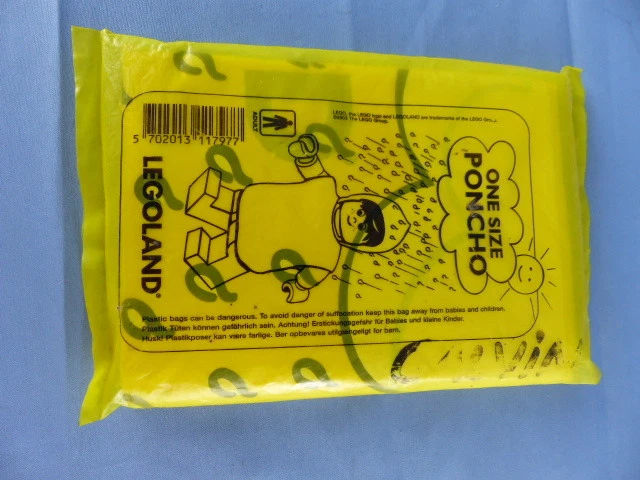 ONE SIZE
PONCHO
LEGO, the LEGO logo and LEGOLAND are trademarks of the LEGO
©2003 The LEGO Group.
ADULT
5 702013 117977
LEGOLAND®
Plastic bags can be dangerous. To avoid danger of suffocation keep this bag away from babies and children.
Plastik Tüten können gefährlich sein. Achtung! Erstickungsgefahr für Babies und kleine Kinder.
Husk! Plastikposer kan være farlige. Bør opbevares utilgængeligt for børn.